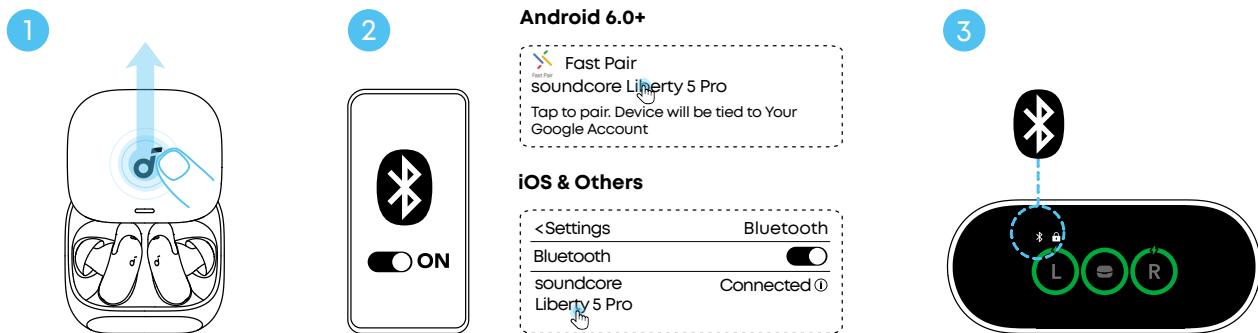 1
2
ON
Android 6.0+
Fast Pair
Fast Pair
soundcore Liberty 5 Pro
Tap to pair. Device will be tied to Your
Google Account
iOS & Others
<Settings Bluetooth
Bluetooth
soundcore Connected
Liberty 5 Pro
3
L R